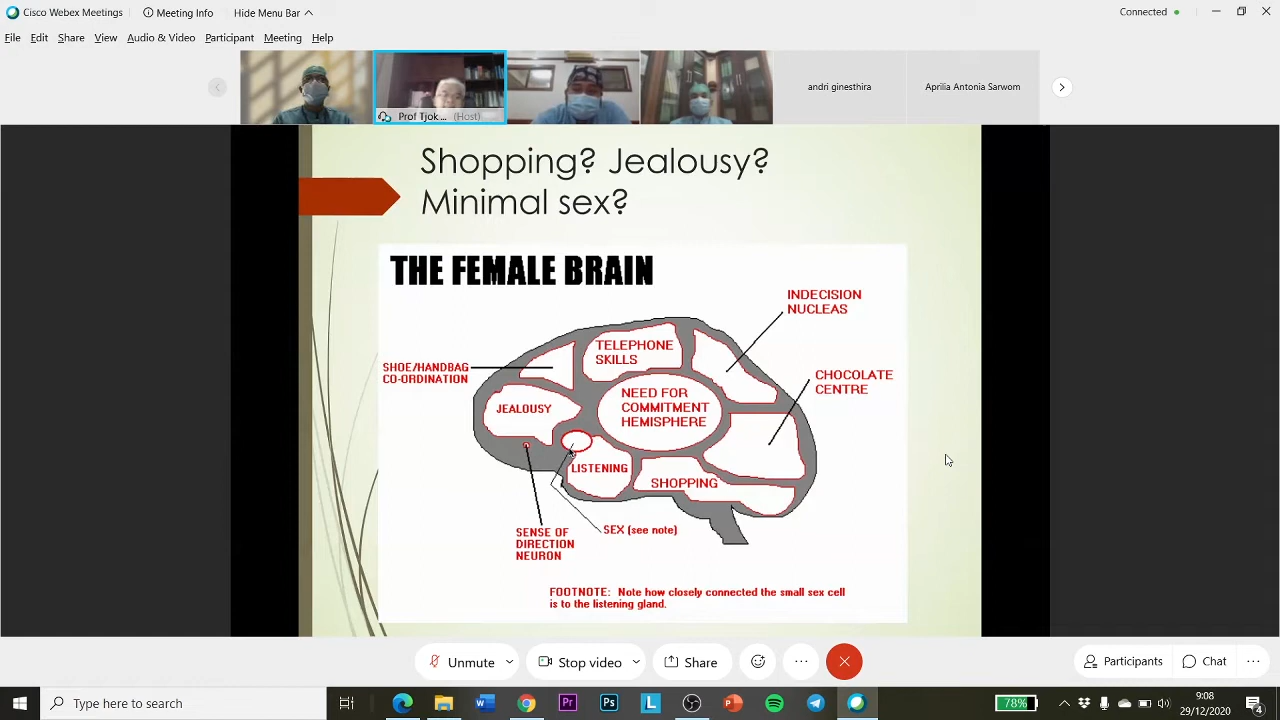 Cisco Webex Meetings
Meeting Info
Hide Menu Bar
Connected
File Edit Share View Audio & Video Participant Meeting Help
Prof Tjok... (Host)
andri ginesthira
Aprilia Antonia Sarwom
Shopping? Jealousy?
Minimal sex?
THE FEMALE BRAIN
INDECISION
NUCLEAS
TELEPHONE
SKILLS
SHOE/HANDBAG
CO-ORDINATION
CHOCOLATE
CENTRE
NEED FOR
COMMITMENT
HEMISPHERE
JEALOUSY
LISTENING
SHOPPING
SENSE OF
DIRECTION
NEURON
SEX (see note)
FOOTNOTE: Note how closely connected the small sex cell
is to the listening gland.
Unmute
Stop video
Share
Participants
Chat
Type here to search
W
Pr
Ps
L
P
78%
9:08
29/12/2020
4